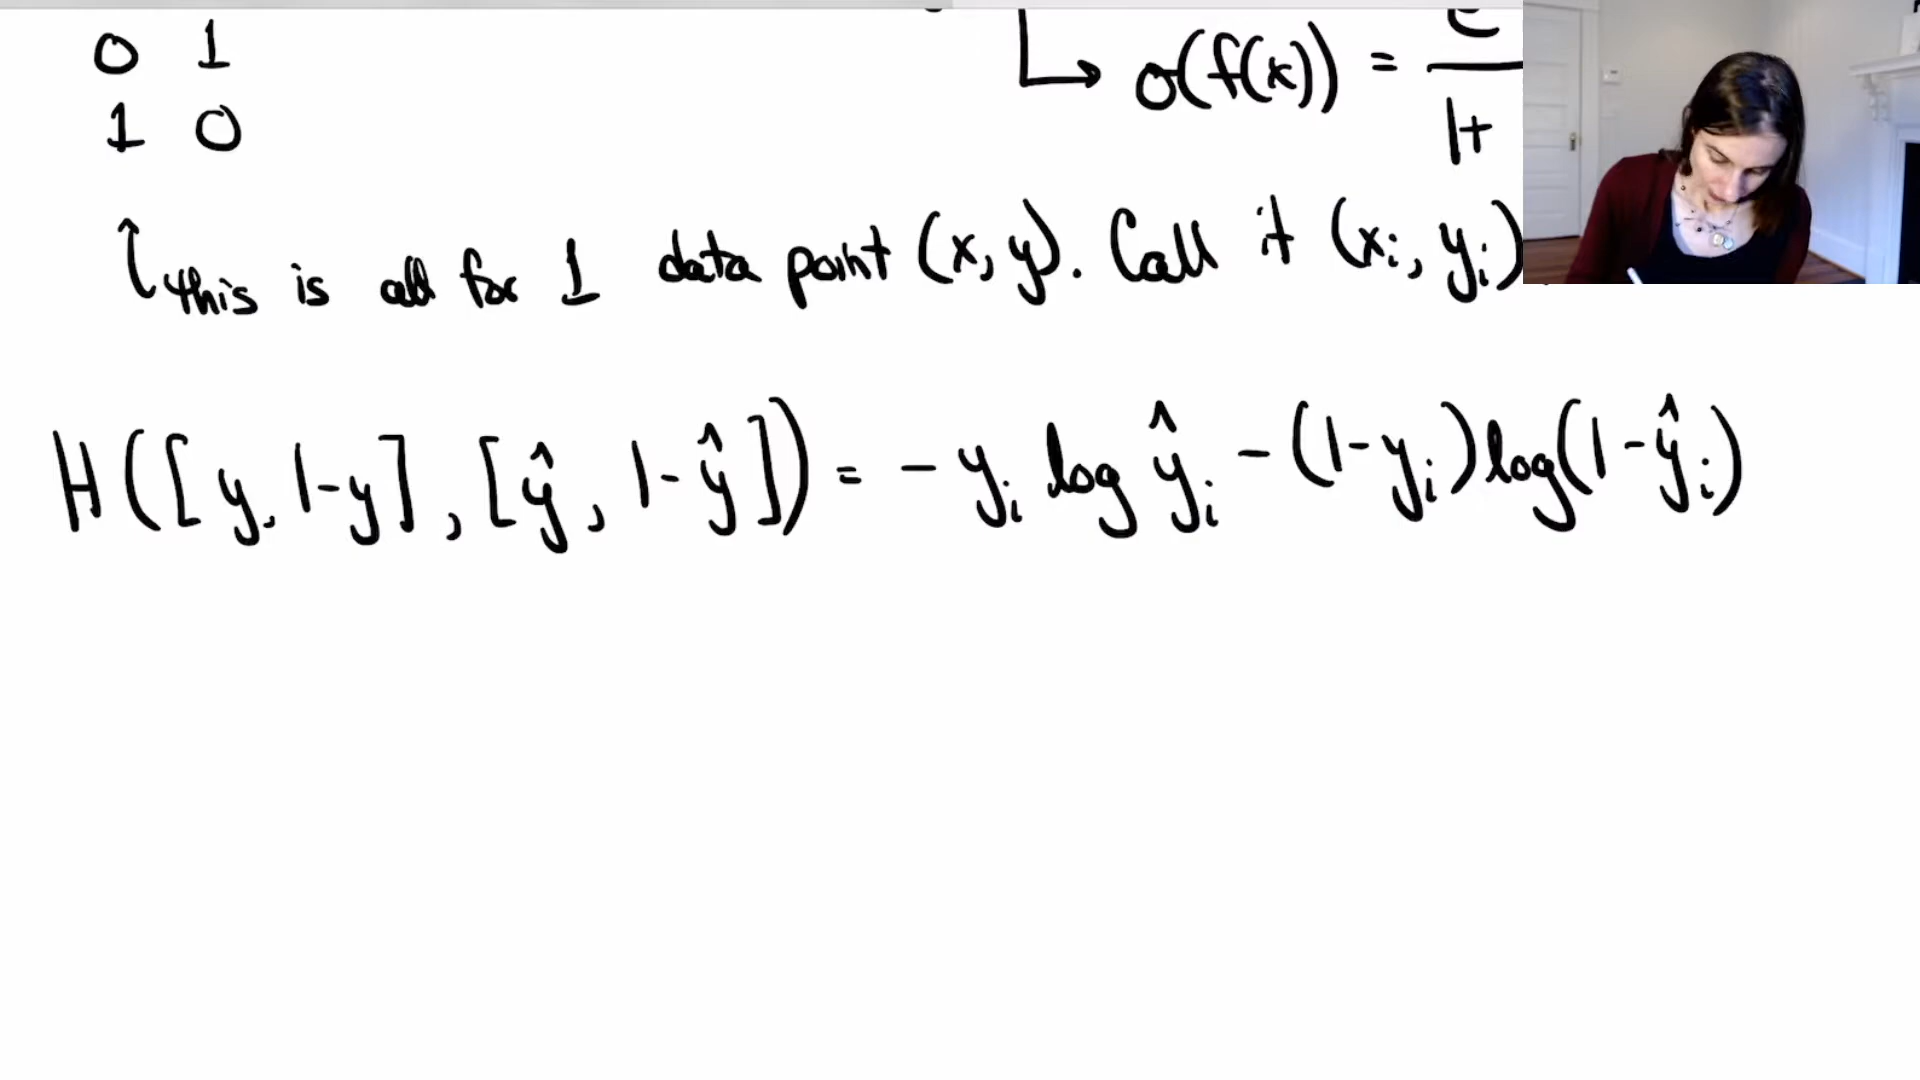 0 1
σ(f(x)) =
1 0
1+
↑ this is all for 1 data point (x, y). Call it (xᵢ, yᵢ)
H([y, 1-y], [ŷ, 1-ŷ]) = - yᵢ log ŷᵢ - (1-yᵢ) log(1-ŷᵢ)